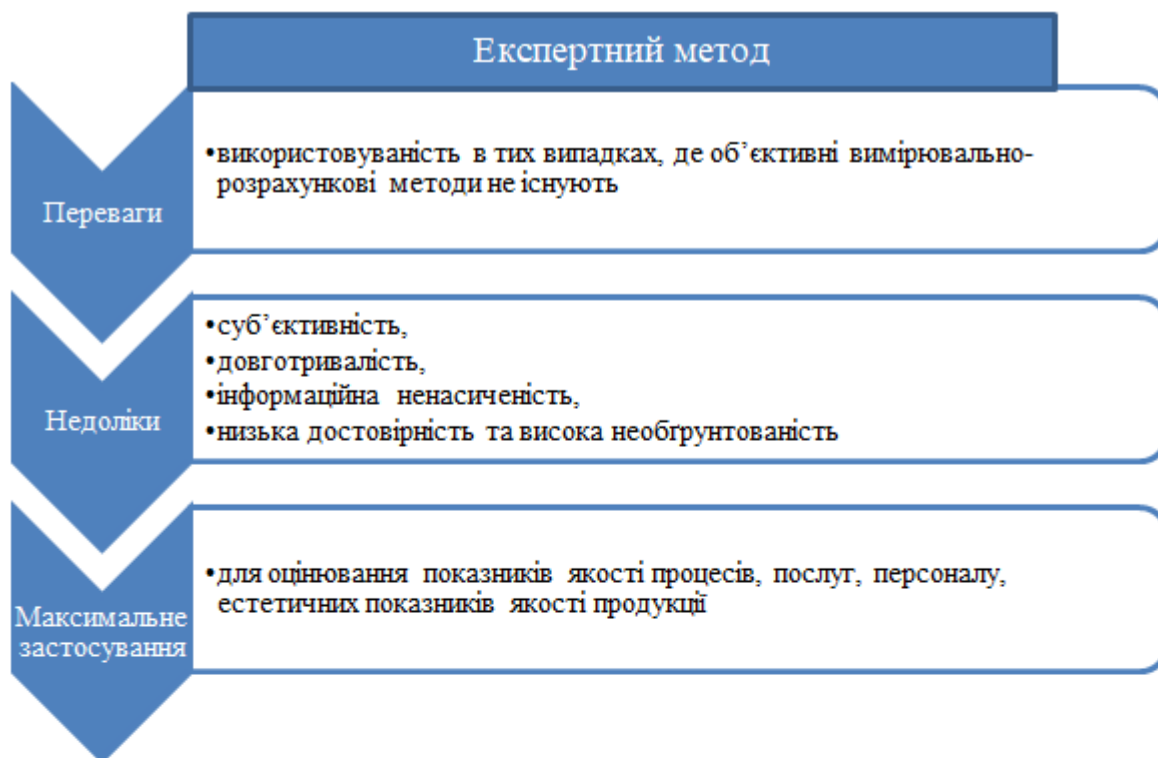 Експертний метод
Переваги
•використовуваність в тих випадках, де об’єктивні вимірювально-
розрахункові методи не існують
Недоліки
•суб’єктивність,
•довготривалість,
•інформаційна ненасиченість,
•низька достовірність та висока необґрунтованість
Максимальне
застосування
•для оцінювання показників якості процесів, послуг, персоналу,
естетичних показників якості продукції